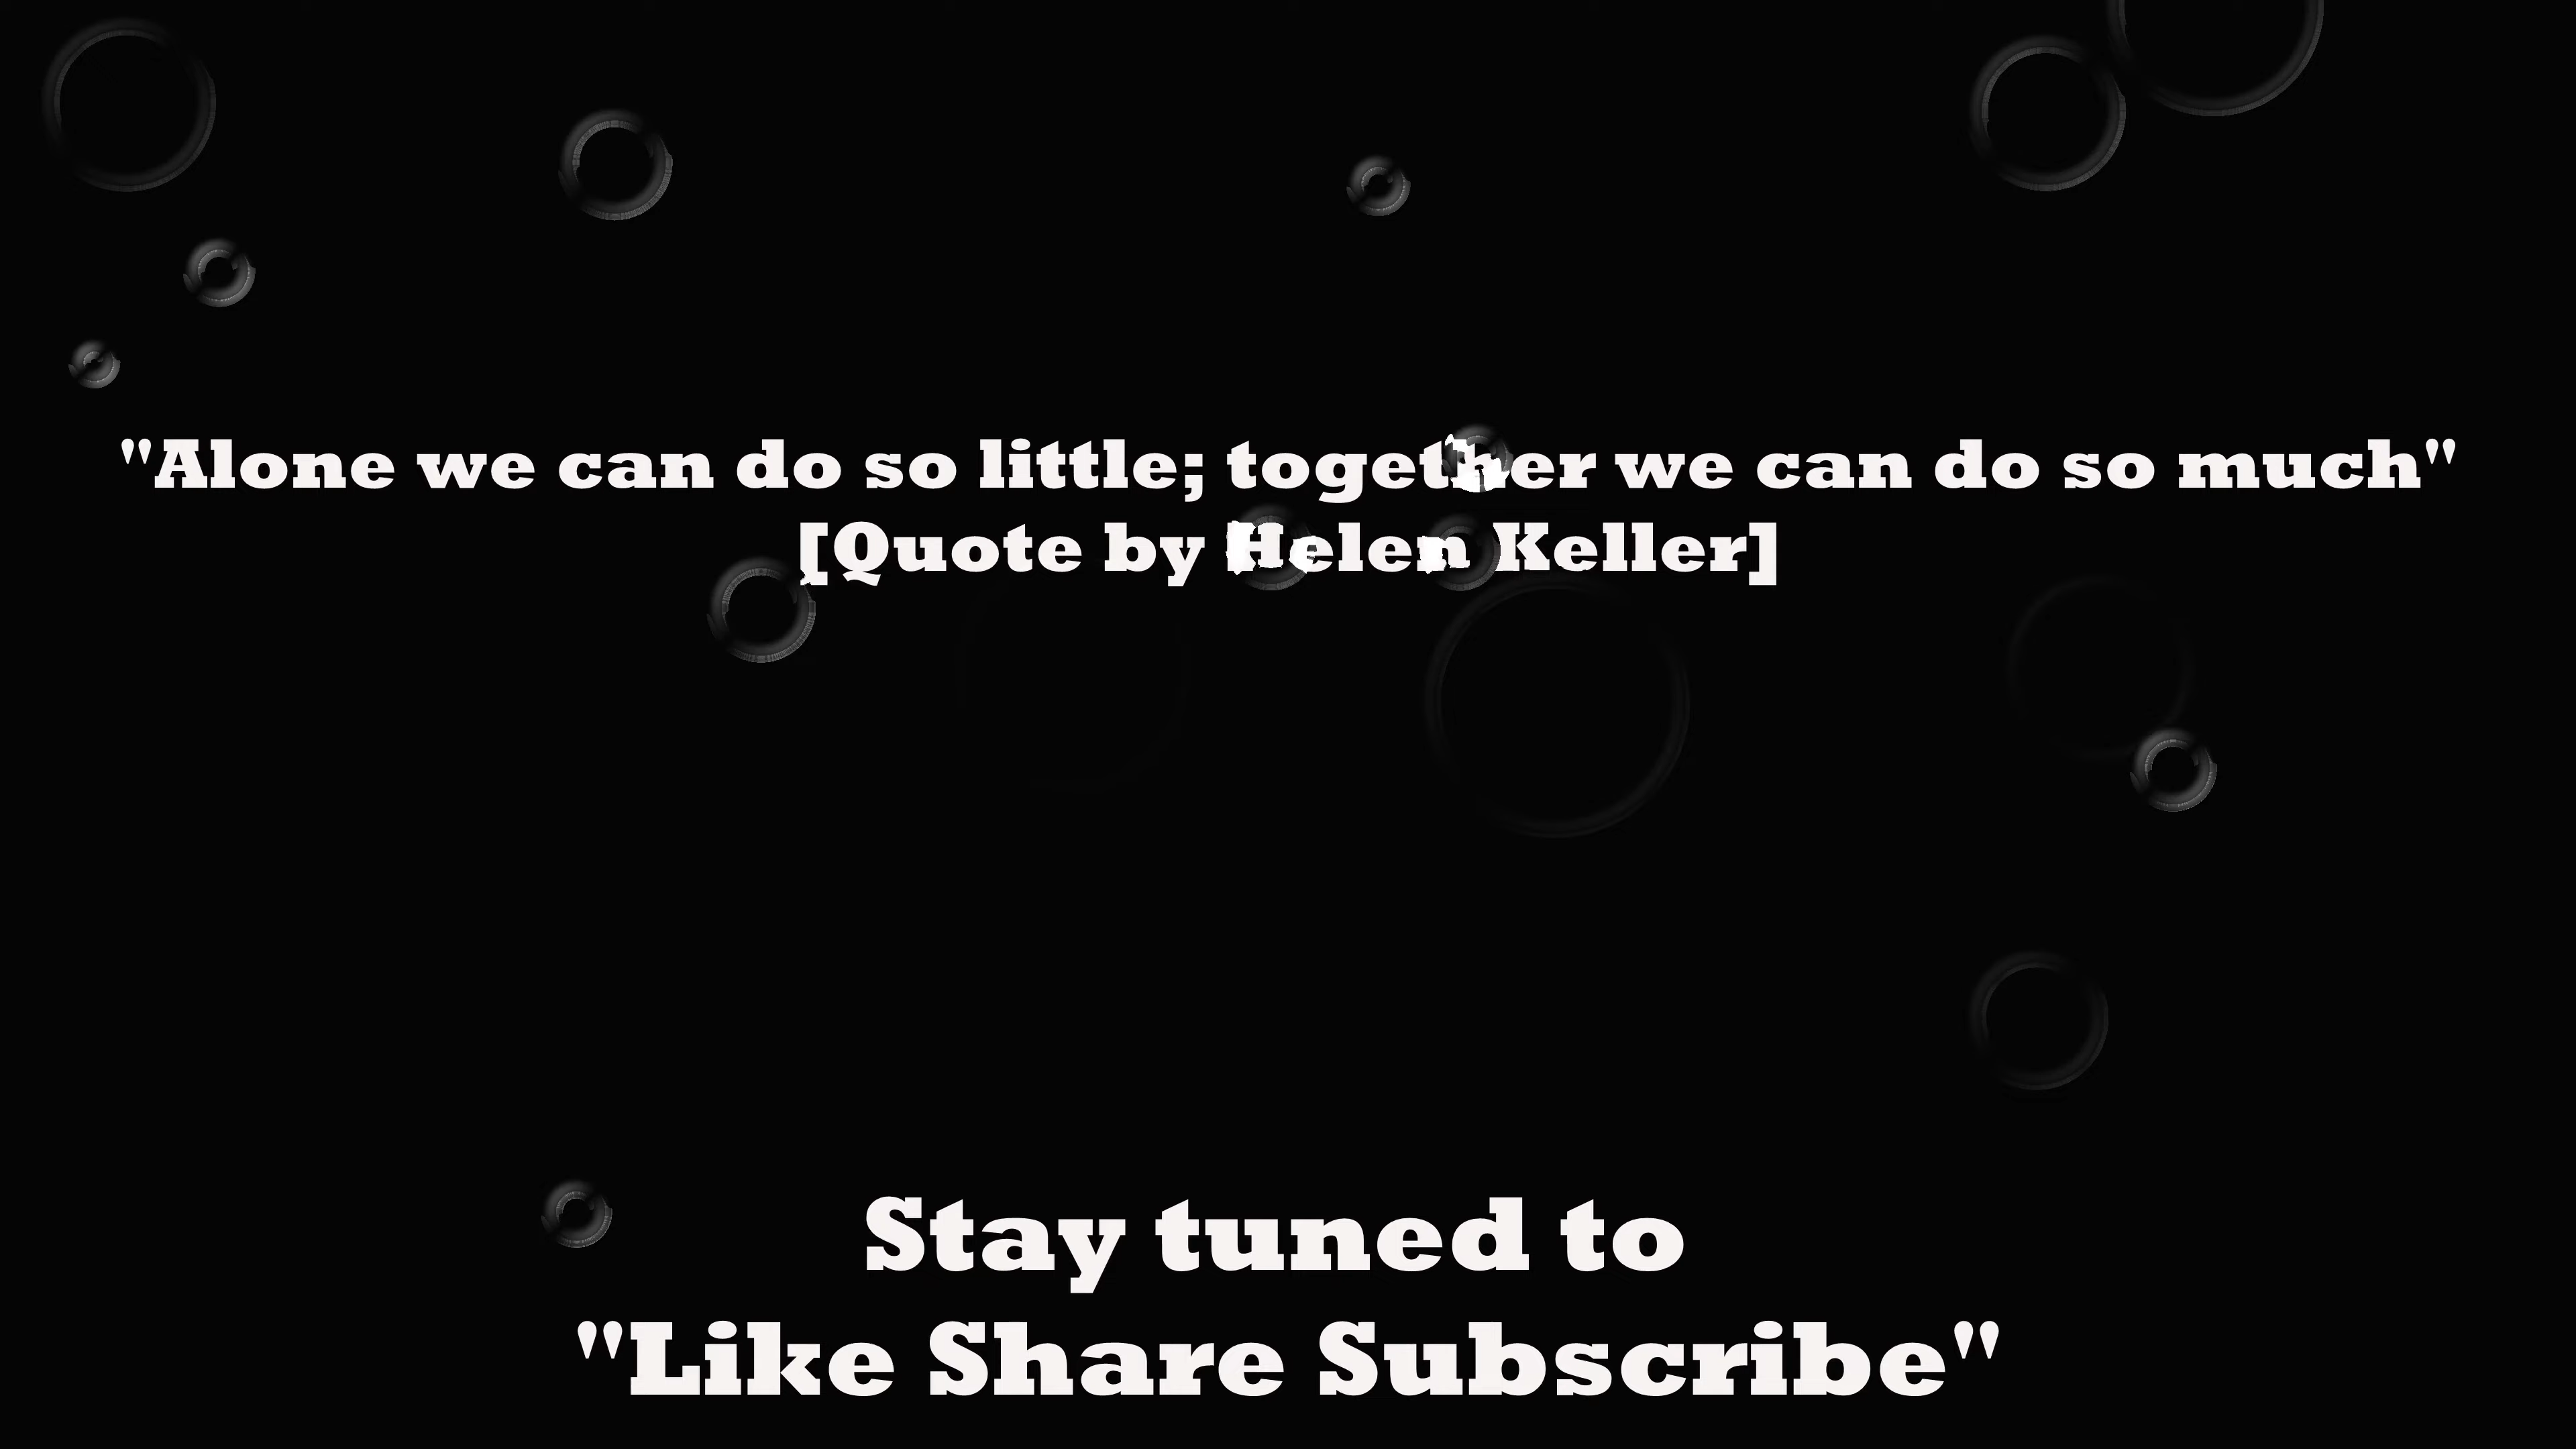 "Alone we can do so little; together we can do so much"
[Quote by Helen Keller]
Stay tuned to
"Like Share Subscribe"